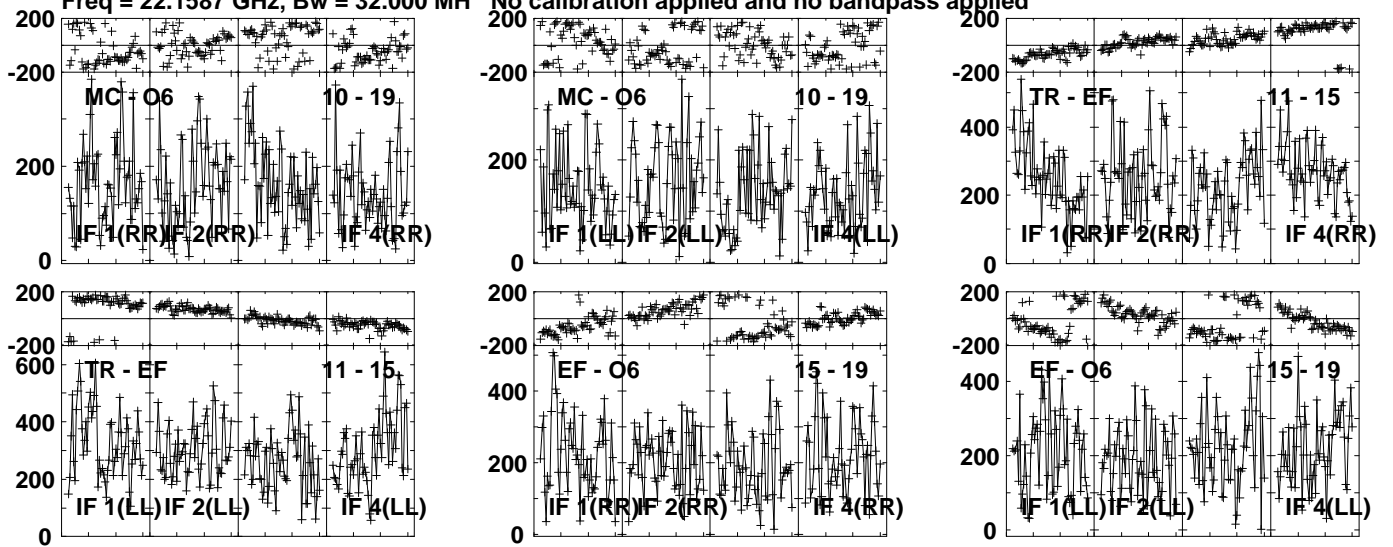 Freq = 22.1587 GHz, Bw = 32.000 MH No calibration applied and no bandpass applied
200
-200
MC - O6 10 - 19
200
IF 1(RR) IF 2(RR) IF 4(RR)
0
200
-200
MC - O6 10 - 19
200
IF 1(LL) IF 2(LL) IF 4(LL)
0
200
-200
TR - EF 11 - 15
400
200
IF 1(RR) IF 2(RR) IF 4(RR)
0
200
-200
600
TR - EF 11 - 15
400
200
IF 1(LL) IF 2(LL) IF 4(LL)
0
200
-200
EF - O6 15 - 19
400
200
IF 1(RR) IF 2(RR) IF 4(RR)
0
200
-200
EF - O6 15 - 19
400
200
IF 1(LL) IF 2(LL) IF 4(LL)
0